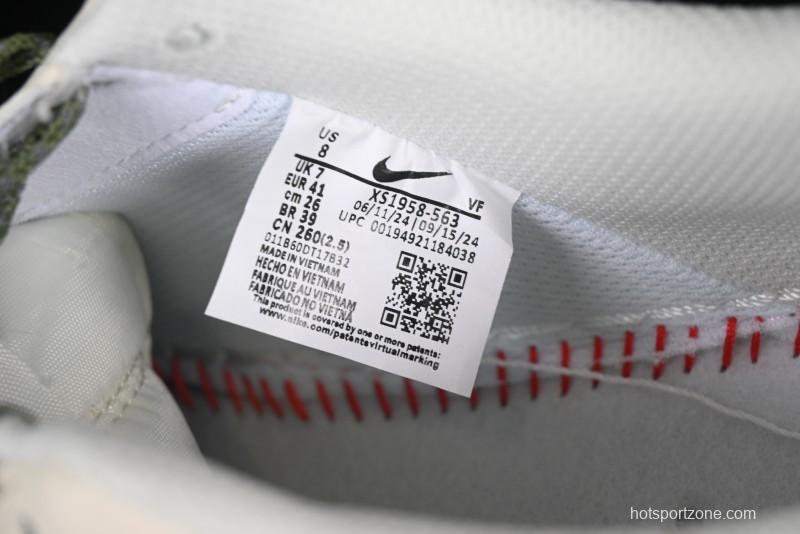 US
8
UK 7
EUR 41
cm 26
BR 39
CN 260(2.5)
VF
XS1958-563
06/11/24|09/15/24
UPC 00194921184038
011B60DT17B32
MADE IN VIETNAM
HECHO EN VIETNAM
FABRIQUE AU VIETNAM
FABRICADO NO VIETNÃ
This product is covered by one or more patents:
www.nike.com/patentsvirtualmarking
hotsportzone.com